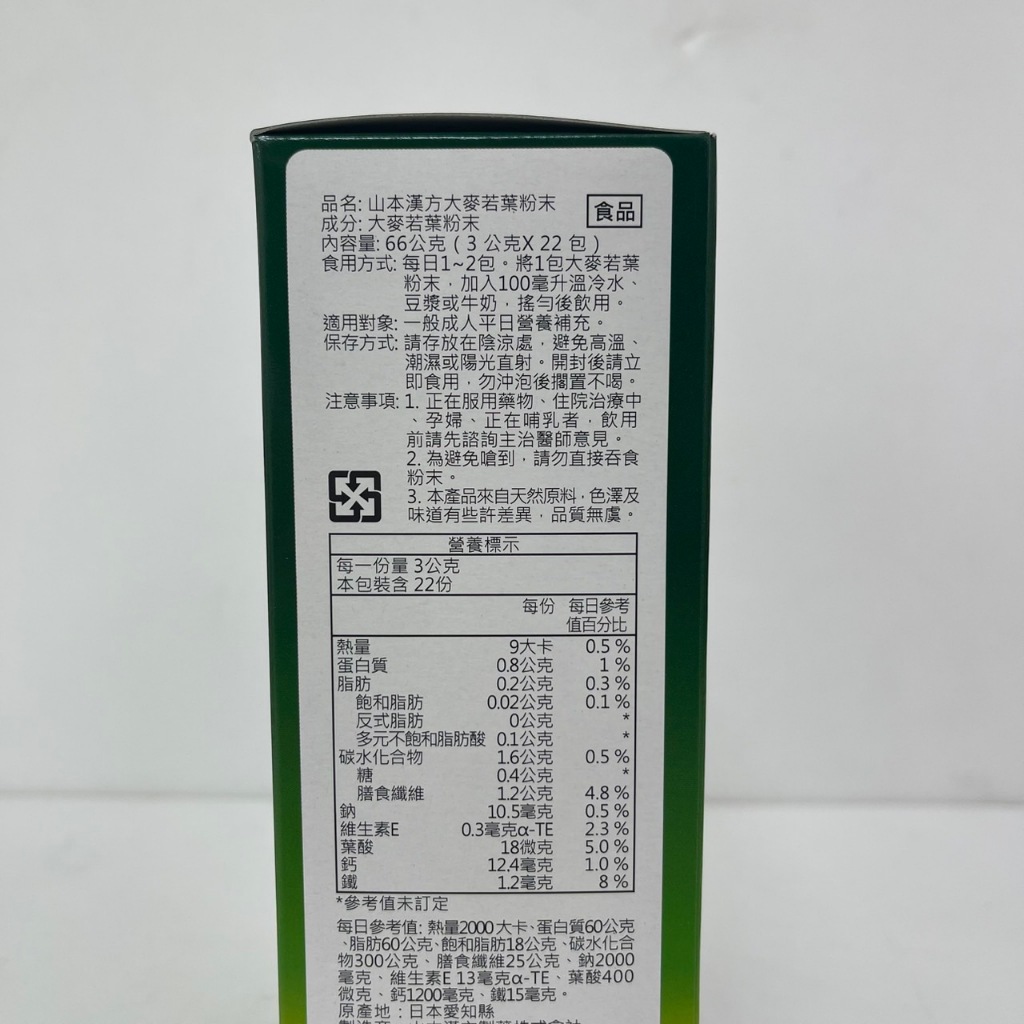 品名: 山本漢方大麥若葉粉末
食品
成分: 大麥若葉粉末
內容量: 66公克 ( 3 公克X 22 包 )
食用方式: 每日1~2包。將1包大麥若葉
粉末，加入100毫升溫冷水、
豆漿或牛奶，搖勻後飲用。
適用對象: 一般成人平日營養補充。
保存方式: 請存放在陰涼處，避免高溫、
潮濕或陽光直射。開封後請立
即食用，勿沖泡後擱置不喝。
注意事項: 1. 正在服用藥物、住院治療中
、孕婦、正在哺乳者，飲用
前請先諮詢主治醫師意見。
2. 為避免嗆到，請勿直接吞食
粉末。
3. 本產品來自天然原料，色澤及
味道有些許差異，品質無虞。
營養標示
每一份量 3公克
本包裝含 22份
每份 每日參考
值百分比
熱量 9大卡 0.5 %
蛋白質 0.8公克 1 %
脂肪 0.2公克 0.3 %
飽和脂肪 0.02公克 0.1 %
反式脂肪 0公克 *
多元不飽和脂肪酸 0.1公克 *
碳水化合物 1.6公克 0.5 %
糖 0.4公克 *
膳食纖維 1.2公克 4.8 %
鈉 10.5毫克 0.5 %
維生素E 0.3毫克α-TE 2.3 %
葉酸 18微克 5.0 %
鈣 12.4毫克 1.0 %
鐵 1.2毫克 8 %
*參考值未訂定
每日參考值: 熱量2000 大卡、蛋白質60公克
、脂肪60公克、飽和脂肪18公克、碳水化合
物300公克、膳食纖維25公克、鈉2000
毫克、維生素E 13毫克α-TE、葉酸400
微克、鈣1200毫克、鐵15毫克。
原產地：日本愛知縣